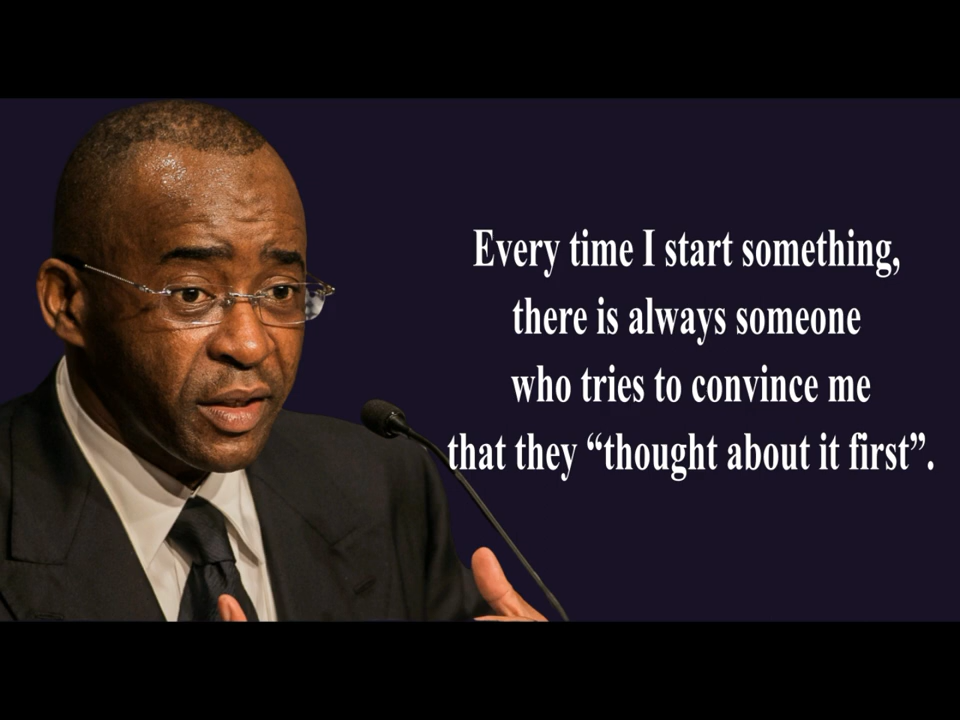 Every time I start something,
there is always someone
who tries to convince me
that they “thought about it first”.